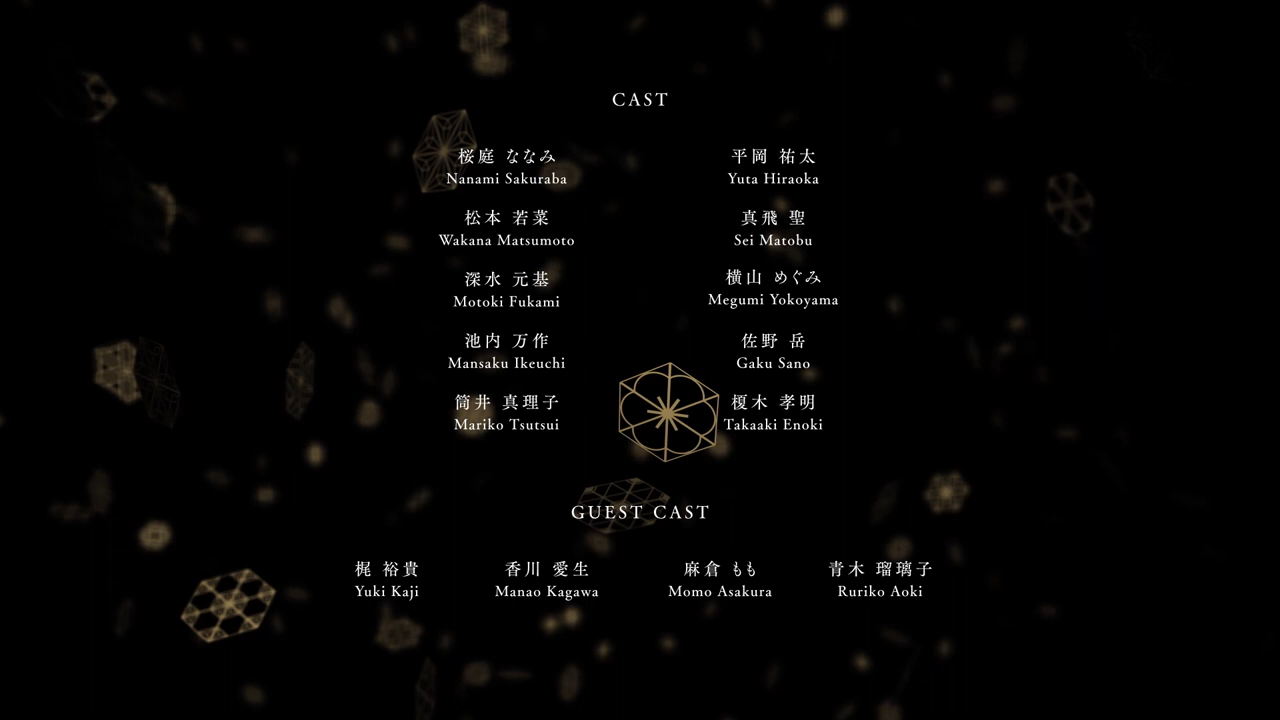 CAST
桜庭 ななみ
Nanami Sakuraba
平岡 祐太
Yuta Hiraoka
松本 若菜
Wakana Matsumoto
真飛 聖
Sei Matobu
深水 元基
Motoki Fukami
横山 めぐみ
Megumi Yokoyama
池内 万作
Mansaku Ikeuchi
佐野 岳
Gaku Sano
筒井 真理子
Mariko Tsutsui
榎木 孝明
Takaaki Enoki
GUEST CAST
梶 裕貴
Yuki Kaji
香川 愛生
Manao Kagawa
麻倉 もも
Momo Asakura
青木 瑠璃子
Ruriko Aoki